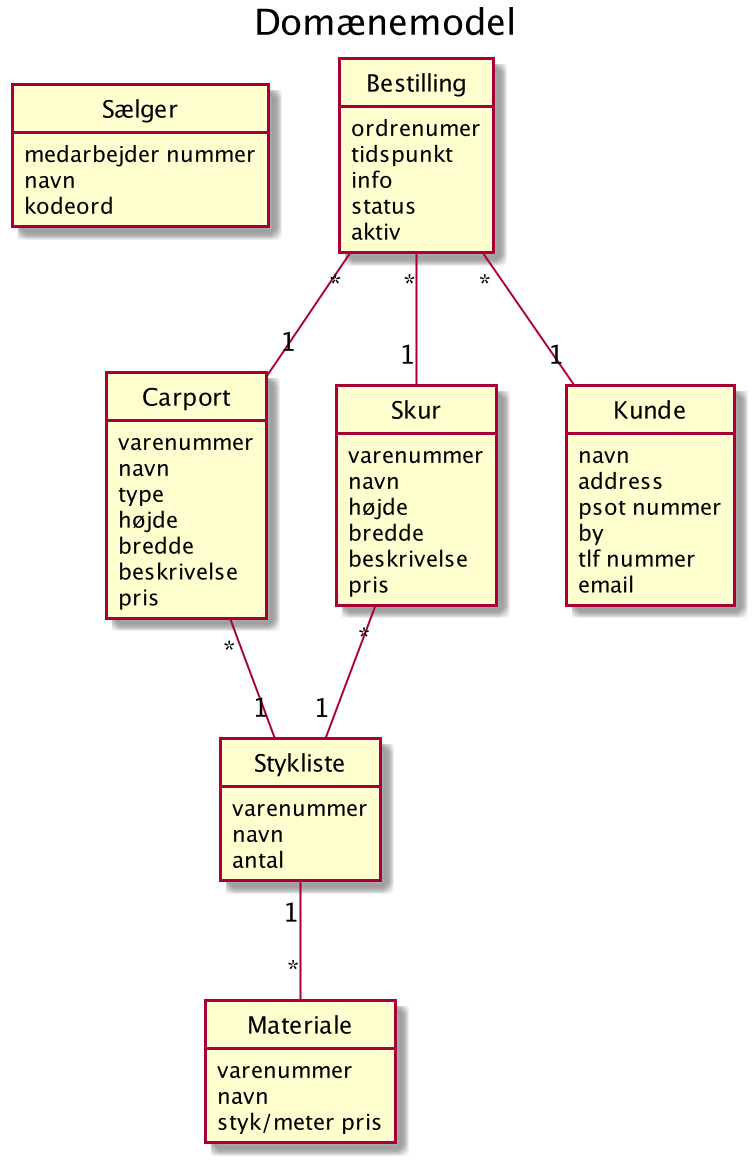 Domænemodel
Sælger
medarbejder nummer
navn
kodeord
Bestilling
ordrenumer
tidspunkt
info
status
aktiv
* * *
1 1 1
Carport
varenummer
navn
type
højde
bredde
beskrivelse
pris
Skur
varenummer
navn
højde
bredde
beskrivelse
pris
Kunde
navn
address
psot nummer
by
tlf nummer
email
* *
1 1
Stykliste
varenummer
navn
antal
1
*
Materiale
varenummer
navn
styk/meter pris